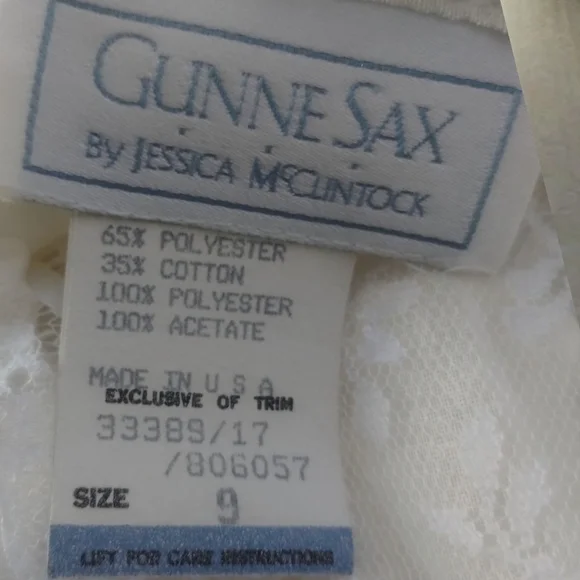 GUNNE SAX
By JESSICA McCLINTOCK
65% POLYESTER
35% COTTON
100% POLYESTER
100% ACETATE
MADE IN U S A
EXCLUSIVE OF TRIM
33389/17
/806057
SIZE 9
LIFT FOR CARE INSTRUCTIONS